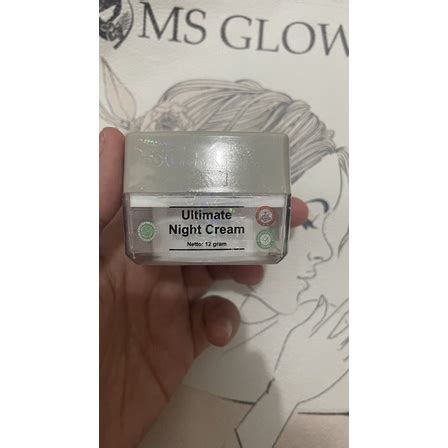 MS GLOW
Ultimate
Night Cream
Netto: 12 gram